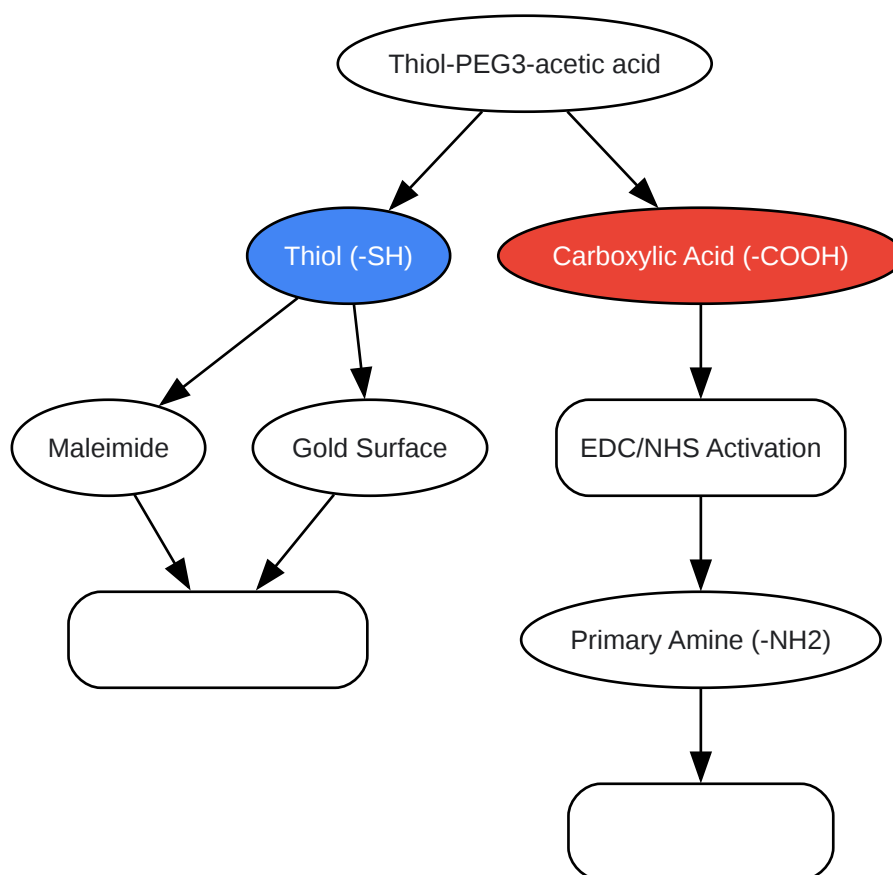 Thiol-PEG3-acetic acid
Thiol (-SH)
Carboxylic Acid (-COOH)
Maleimide
Gold Surface
EDC/NHS Activation
Primary Amine (-NH2)